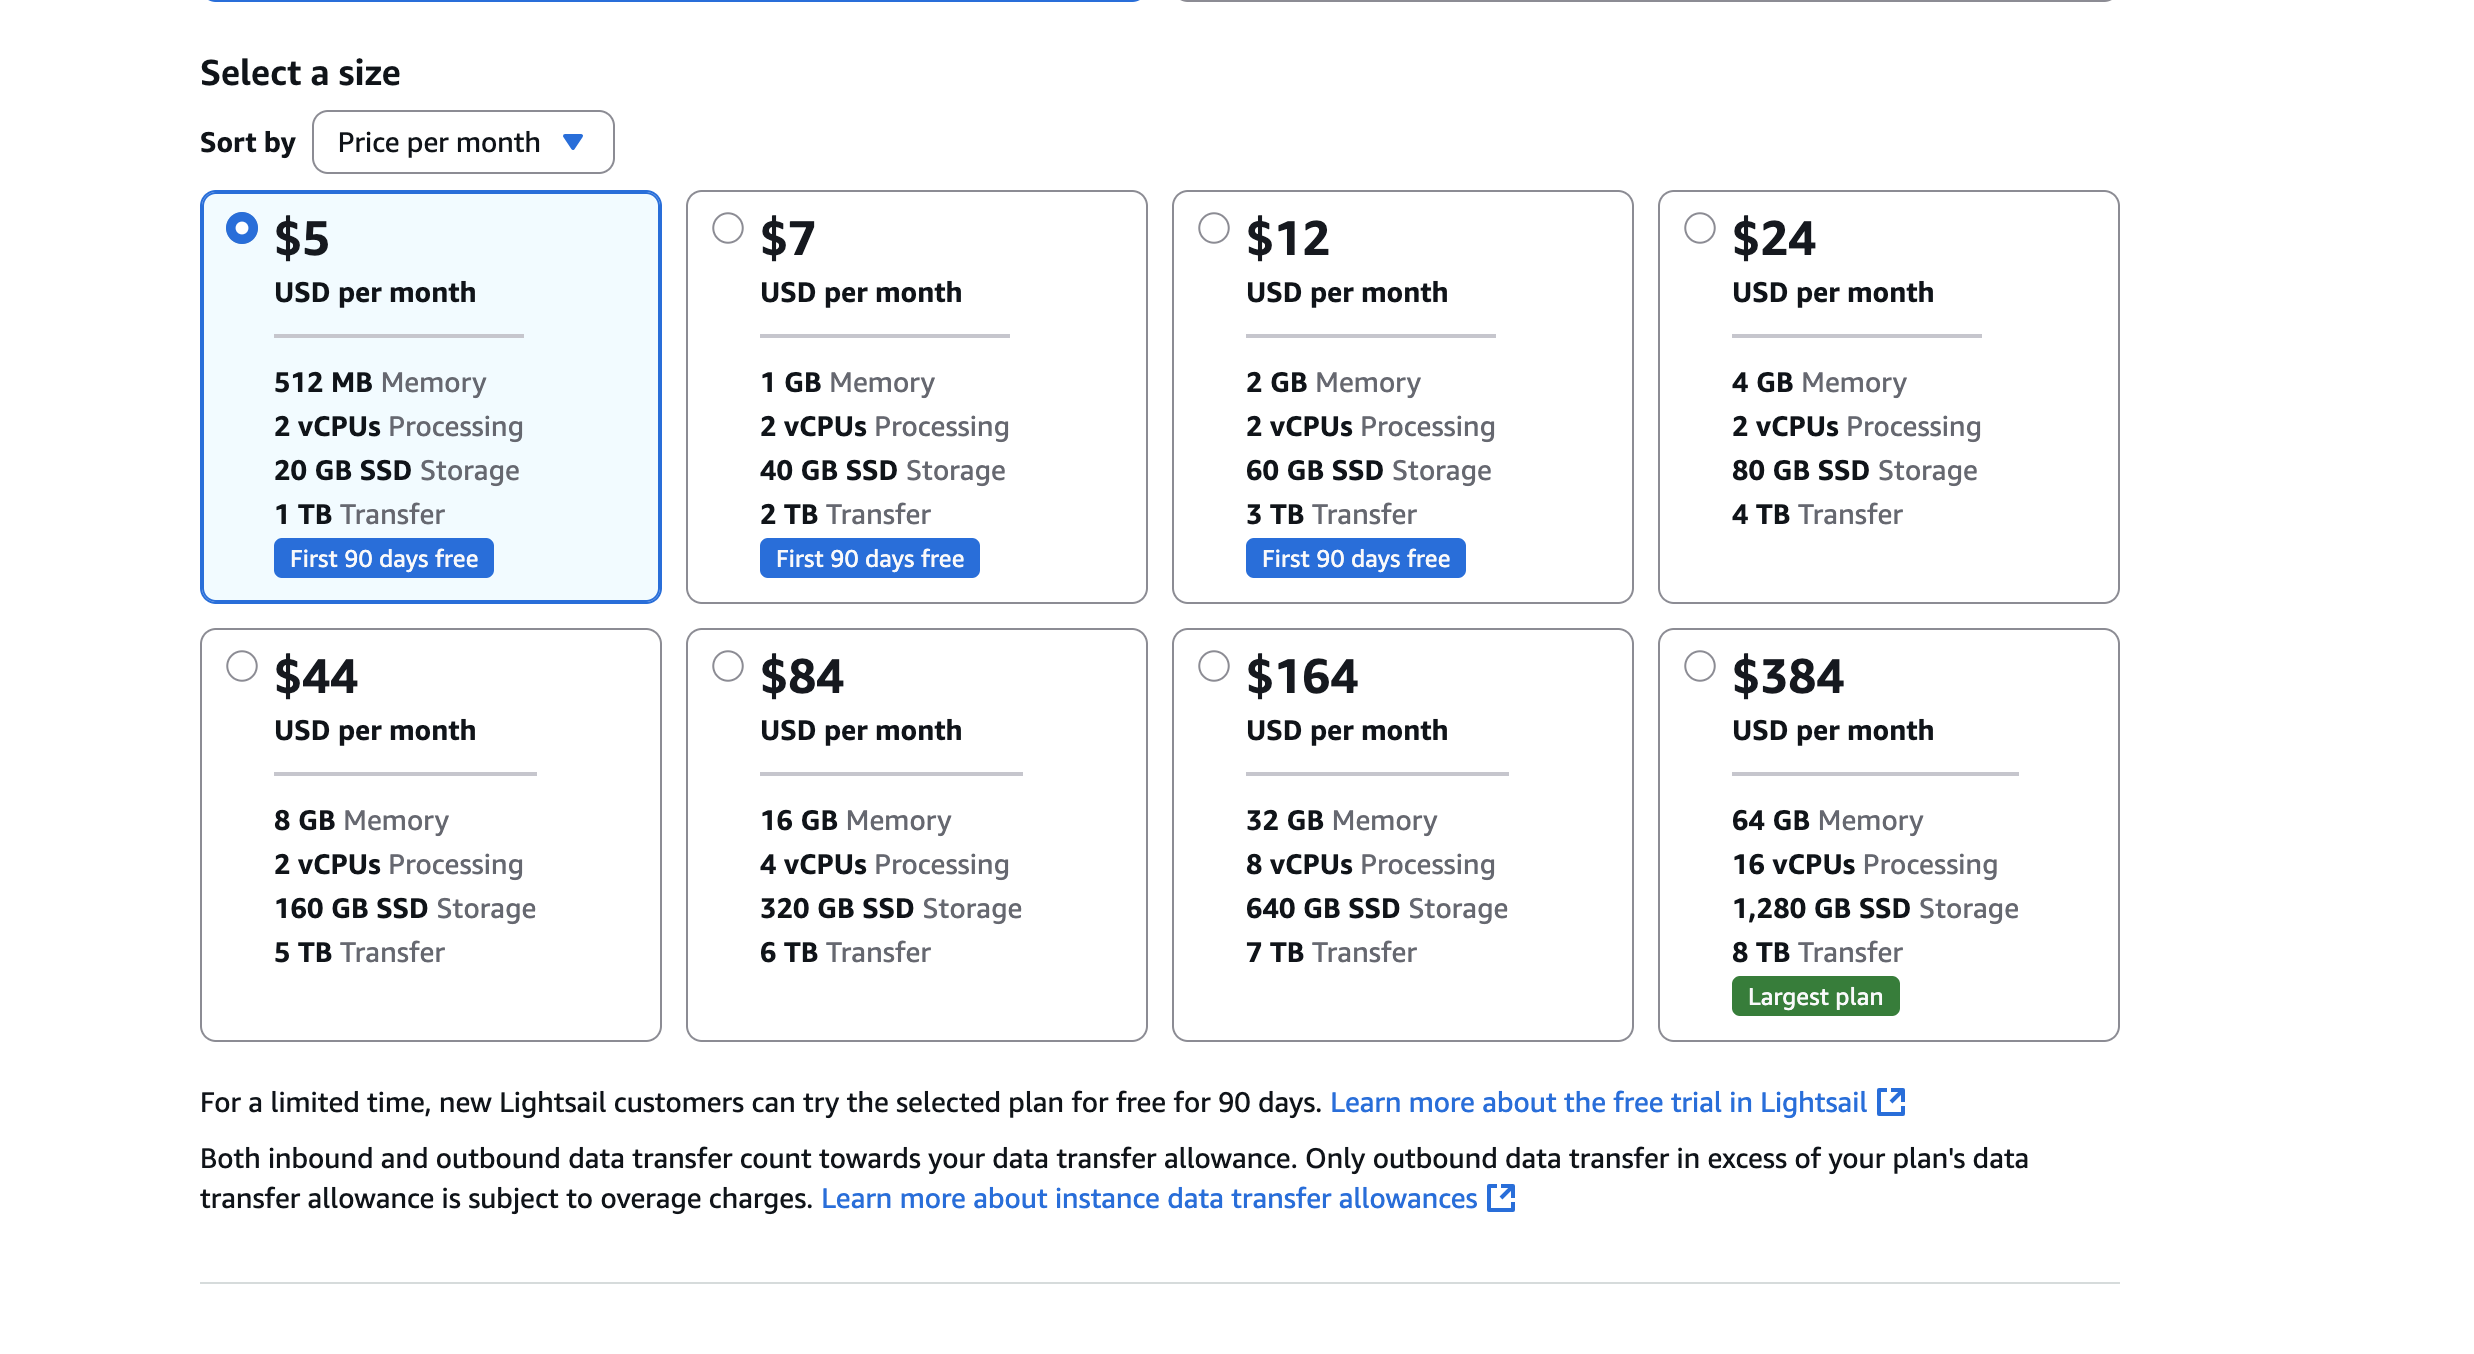 Select a size
Sort by Price per month
$5
USD per month
512 MB Memory
2 vCPUs Processing
20 GB SSD Storage
1 TB Transfer
First 90 days free
$7
USD per month
1 GB Memory
2 vCPUs Processing
40 GB SSD Storage
2 TB Transfer
First 90 days free
$12
USD per month
2 GB Memory
2 vCPUs Processing
60 GB SSD Storage
3 TB Transfer
First 90 days free
$24
USD per month
4 GB Memory
2 vCPUs Processing
80 GB SSD Storage
4 TB Transfer
$44
USD per month
8 GB Memory
2 vCPUs Processing
160 GB SSD Storage
5 TB Transfer
$84
USD per month
16 GB Memory
4 vCPUs Processing
320 GB SSD Storage
6 TB Transfer
$164
USD per month
32 GB Memory
8 vCPUs Processing
640 GB SSD Storage
7 TB Transfer
$384
USD per month
64 GB Memory
16 vCPUs Processing
1,280 GB SSD Storage
8 TB Transfer
Largest plan
For a limited time, new Lightsail customers can try the selected plan for free for 90 days. Learn more about the free trial in Lightsail
Both inbound and outbound data transfer count towards your data transfer allowance. Only outbound data transfer in excess of your plan's data
transfer allowance is subject to overage charges. Learn more about instance data transfer allowances